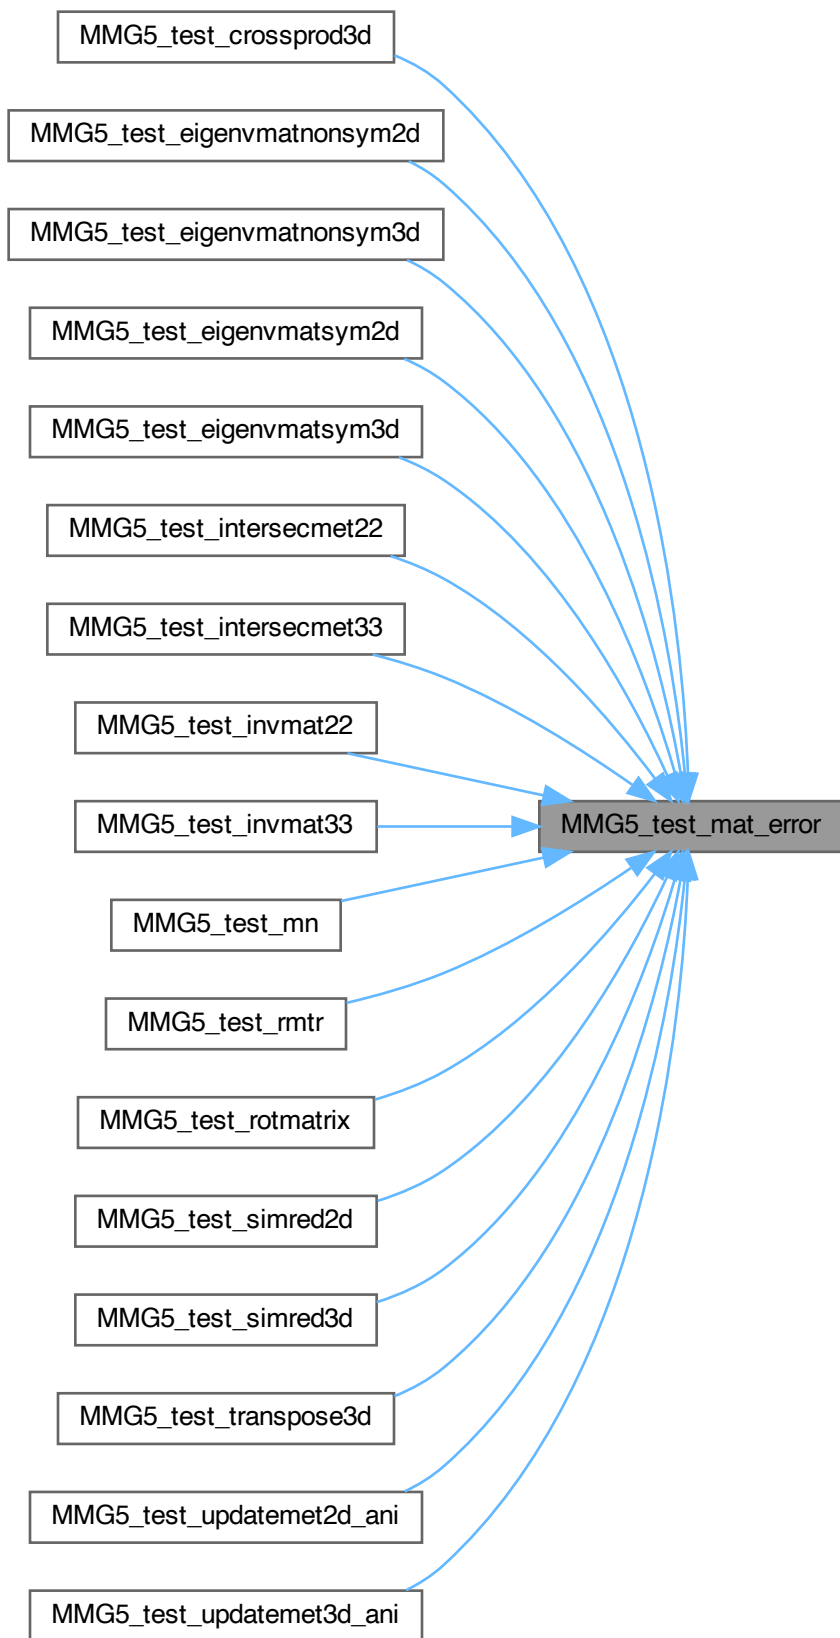 MMG5_test_crossprod3d
MMG5_test_eigenvmatnonsym2d
MMG5_test_eigenvmatnonsym3d
MMG5_test_eigenvmatsym2d
MMG5_test_eigenvmatsym3d
MMG5_test_intersecmet22
MMG5_test_intersecmet33
MMG5_test_invmat22
MMG5_test_invmat33
MMG5_test_mat_error
MMG5_test_mn
MMG5_test_rmtr
MMG5_test_rotmatrix
MMG5_test_simred2d
MMG5_test_simred3d
MMG5_test_transpose3d
MMG5_test_updatemet2d_ani
MMG5_test_updatemet3d_ani